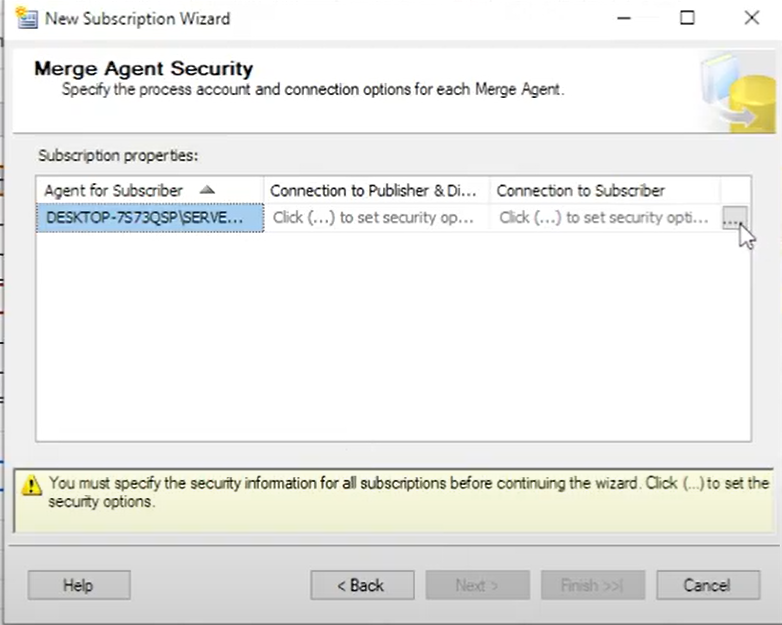 New Subscription Wizard
Merge Agent Security
Specify the process account and connection options for each Merge Agent.
Subscription properties:
Agent for Subscriber Connection to Publisher & Di... Connection to Subscriber
DESKTOP-7S73QSP\SERVE... Click (...) to set security op... Click (...) to set security opti... ...
You must specify the security information for all subscriptions before continuing the wizard. Click (...) to set the
security options.
Help < Back Next > Finish >>| Cancel